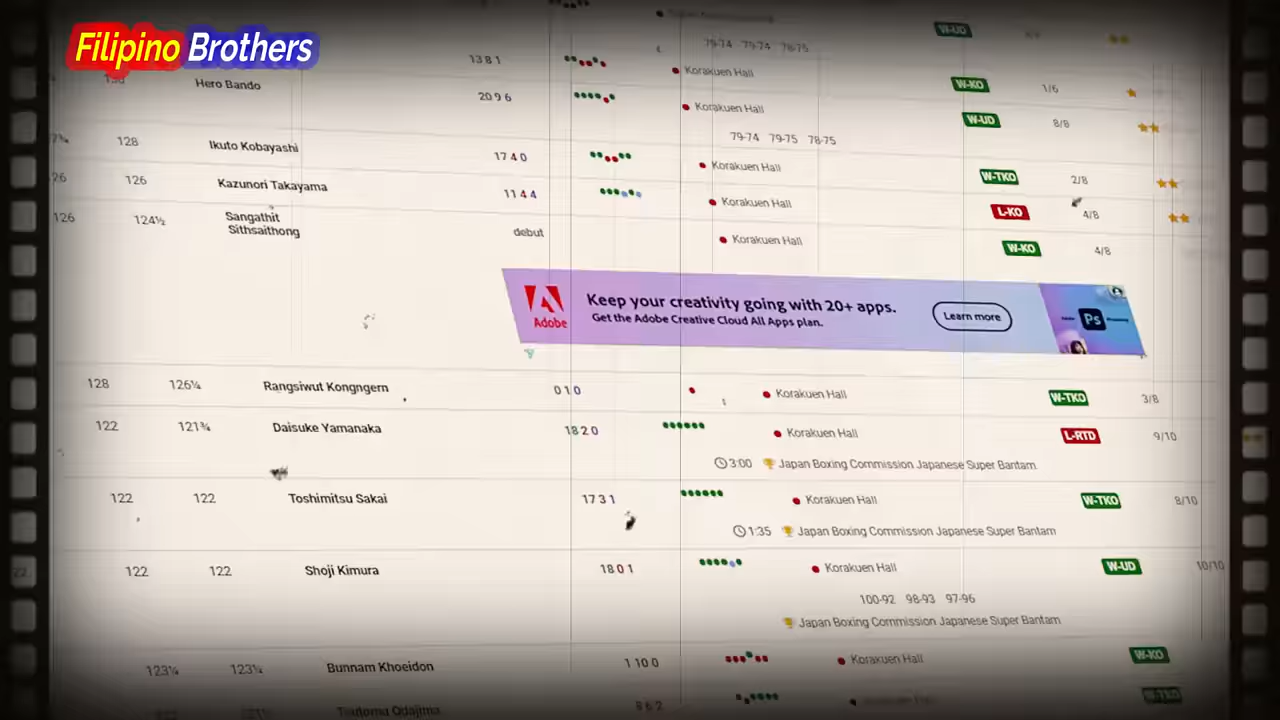 Filipino Brothers
79-74 79-74 78-75 W-UD
13 8 1 Korakuen Hall W-KO 1/6
Hero Bando 20 9 6 Korakuen Hall W-UD 8/8
79-74 79-75 78-75
128 Ikuto Kobayashi 17 4 0 Korakuen Hall W-TKO 2/8
26 126 Kazunori Takayama 11 4 4 Korakuen Hall L-KO 4/8
126 124½ Sangathit
Sithsaithong debut Korakuen Hall W-KO 4/8
Adobe
Keep your creativity going with 20+ apps.
Get the Adobe Creative Cloud All Apps plan.
Learn more
Ps
128 126¼ Rangsiwut Kongngern 0 1 0 Korakuen Hall W-TKO 3/8
122 121¾ Daisuke Yamanaka 18 2 0 Korakuen Hall L-RTD 9/10
3:00 Japan Boxing Commission Japanese Super Bantam
122 122 Toshimitsu Sakai 17 3 1 Korakuen Hall W-TKO 8/10
1:35 Japan Boxing Commission Japanese Super Bantam
22 122 122 Shoji Kimura 18 0 1 Korakuen Hall W-UD 10/10
100-92 98-93 97-96
Japan Boxing Commission Japanese Super Bantam
123¼ 123½ Bunnam Khoeidon 1 10 0 Korakuen Hall W-KO
Tsutomu Odajima 8 6 2